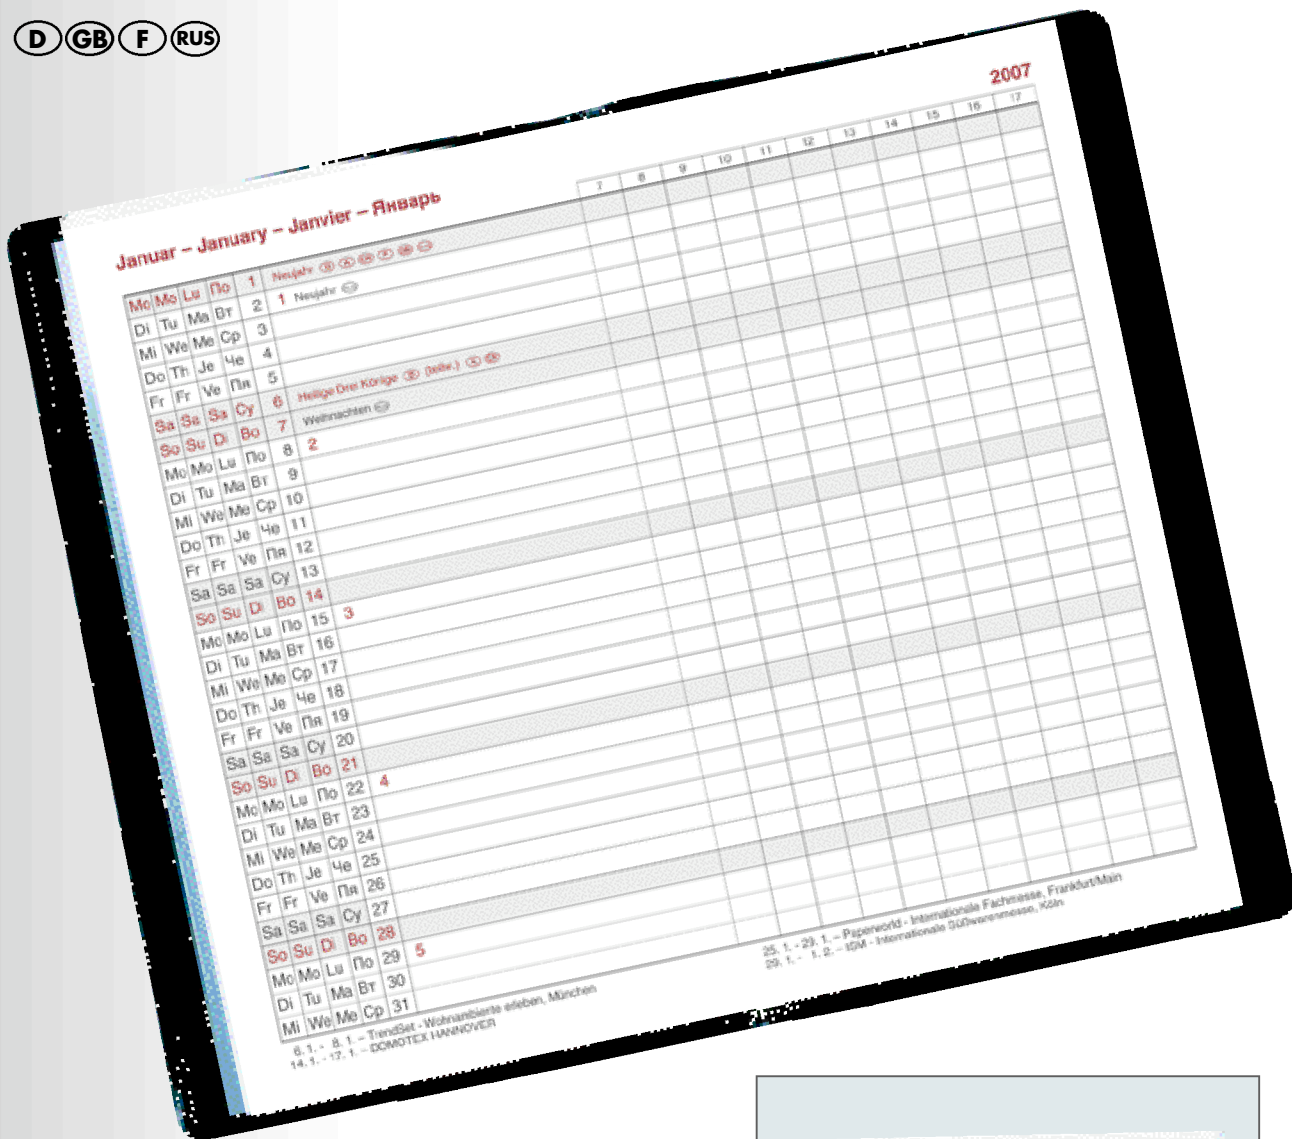 D GB F RUS
2007
Januar – January – Janvier – Январь
7 8 9 10 11 12 13 14 15 16 17
Mo Mo Lu По 1 Neujahr
Di Tu Ma Вт 2 1 Neujahr
Mi We Me Ср 3
Do Th Je Че 4
Fr Fr Ve Пя 5
Sa Sa Sa Су 6 Heilige Drei Könige (teilw.)
So Su Di Во 7 Weihnachten
Mo Mo Lu По 8 2
Di Tu Ma Вт 9
Mi We Me Ср 10
Do Th Je Че 11
Fr Fr Ve Пя 12
Sa Sa Sa Су 13
So Su Di Во 14
Mo Mo Lu По 15 3
Di Tu Ma Вт 16
Mi We Me Ср 17
Do Th Je Че 18
Fr Fr Ve Пя 19
Sa Sa Sa Су 20
So Su Di Во 21
Mo Mo Lu По 22 4
Di Tu Ma Вт 23
Mi We Me Ср 24
Do Th Je Че 25
Fr Fr Ve Пя 26
Sa Sa Sa Су 27
So Su Di Во 28
Mo Mo Lu По 29 5
Di Tu Ma Вт 30
Mi We Me Ср 31
6. 1. - 8. 1. – TrendSet - Wohnambiente erleben, München
14. 1. - 17. 1. – DOMOTEX HANNOVER
25. 1. - 29. 1. – Paperworld - Internationale Fachmesse, Frankfurt/Main
29. 1. - 1. 2. – ISM - Internationale Süßwarenmesse, Köln